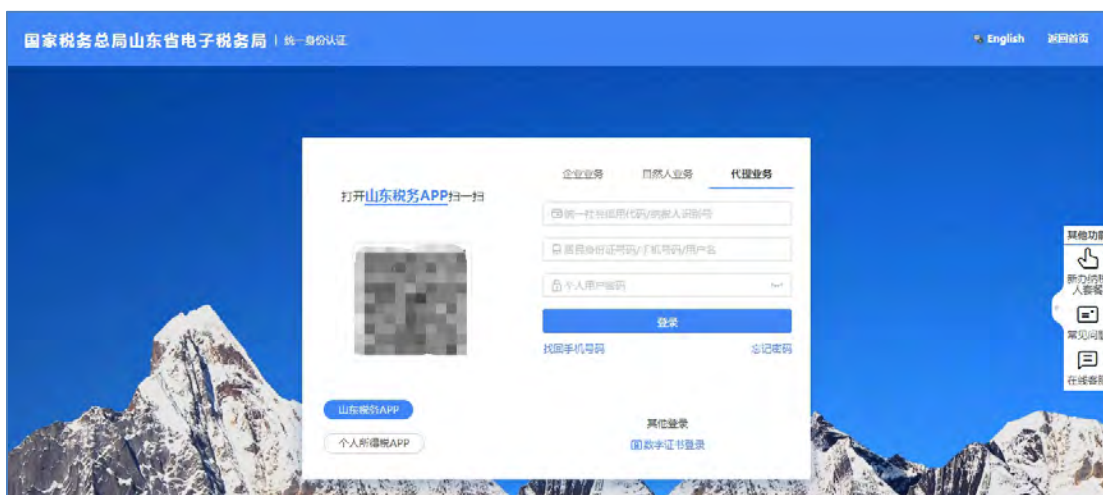 国家税务总局山东省电子税务局 | 统一身份认证
English 返回首页
打开山东税务APP扫一扫
山东税务APP
个人所得税APP
企业业务 自然人业务 代理业务
统一社会信用代码/纳税人识别号
居民身份证号码/手机号码/用户名
个人用户密码
登录
找回手机号码 忘记密码
其他登录
数字证书登录
其他功能
新办纳税
人套餐
常见问题
在线客服